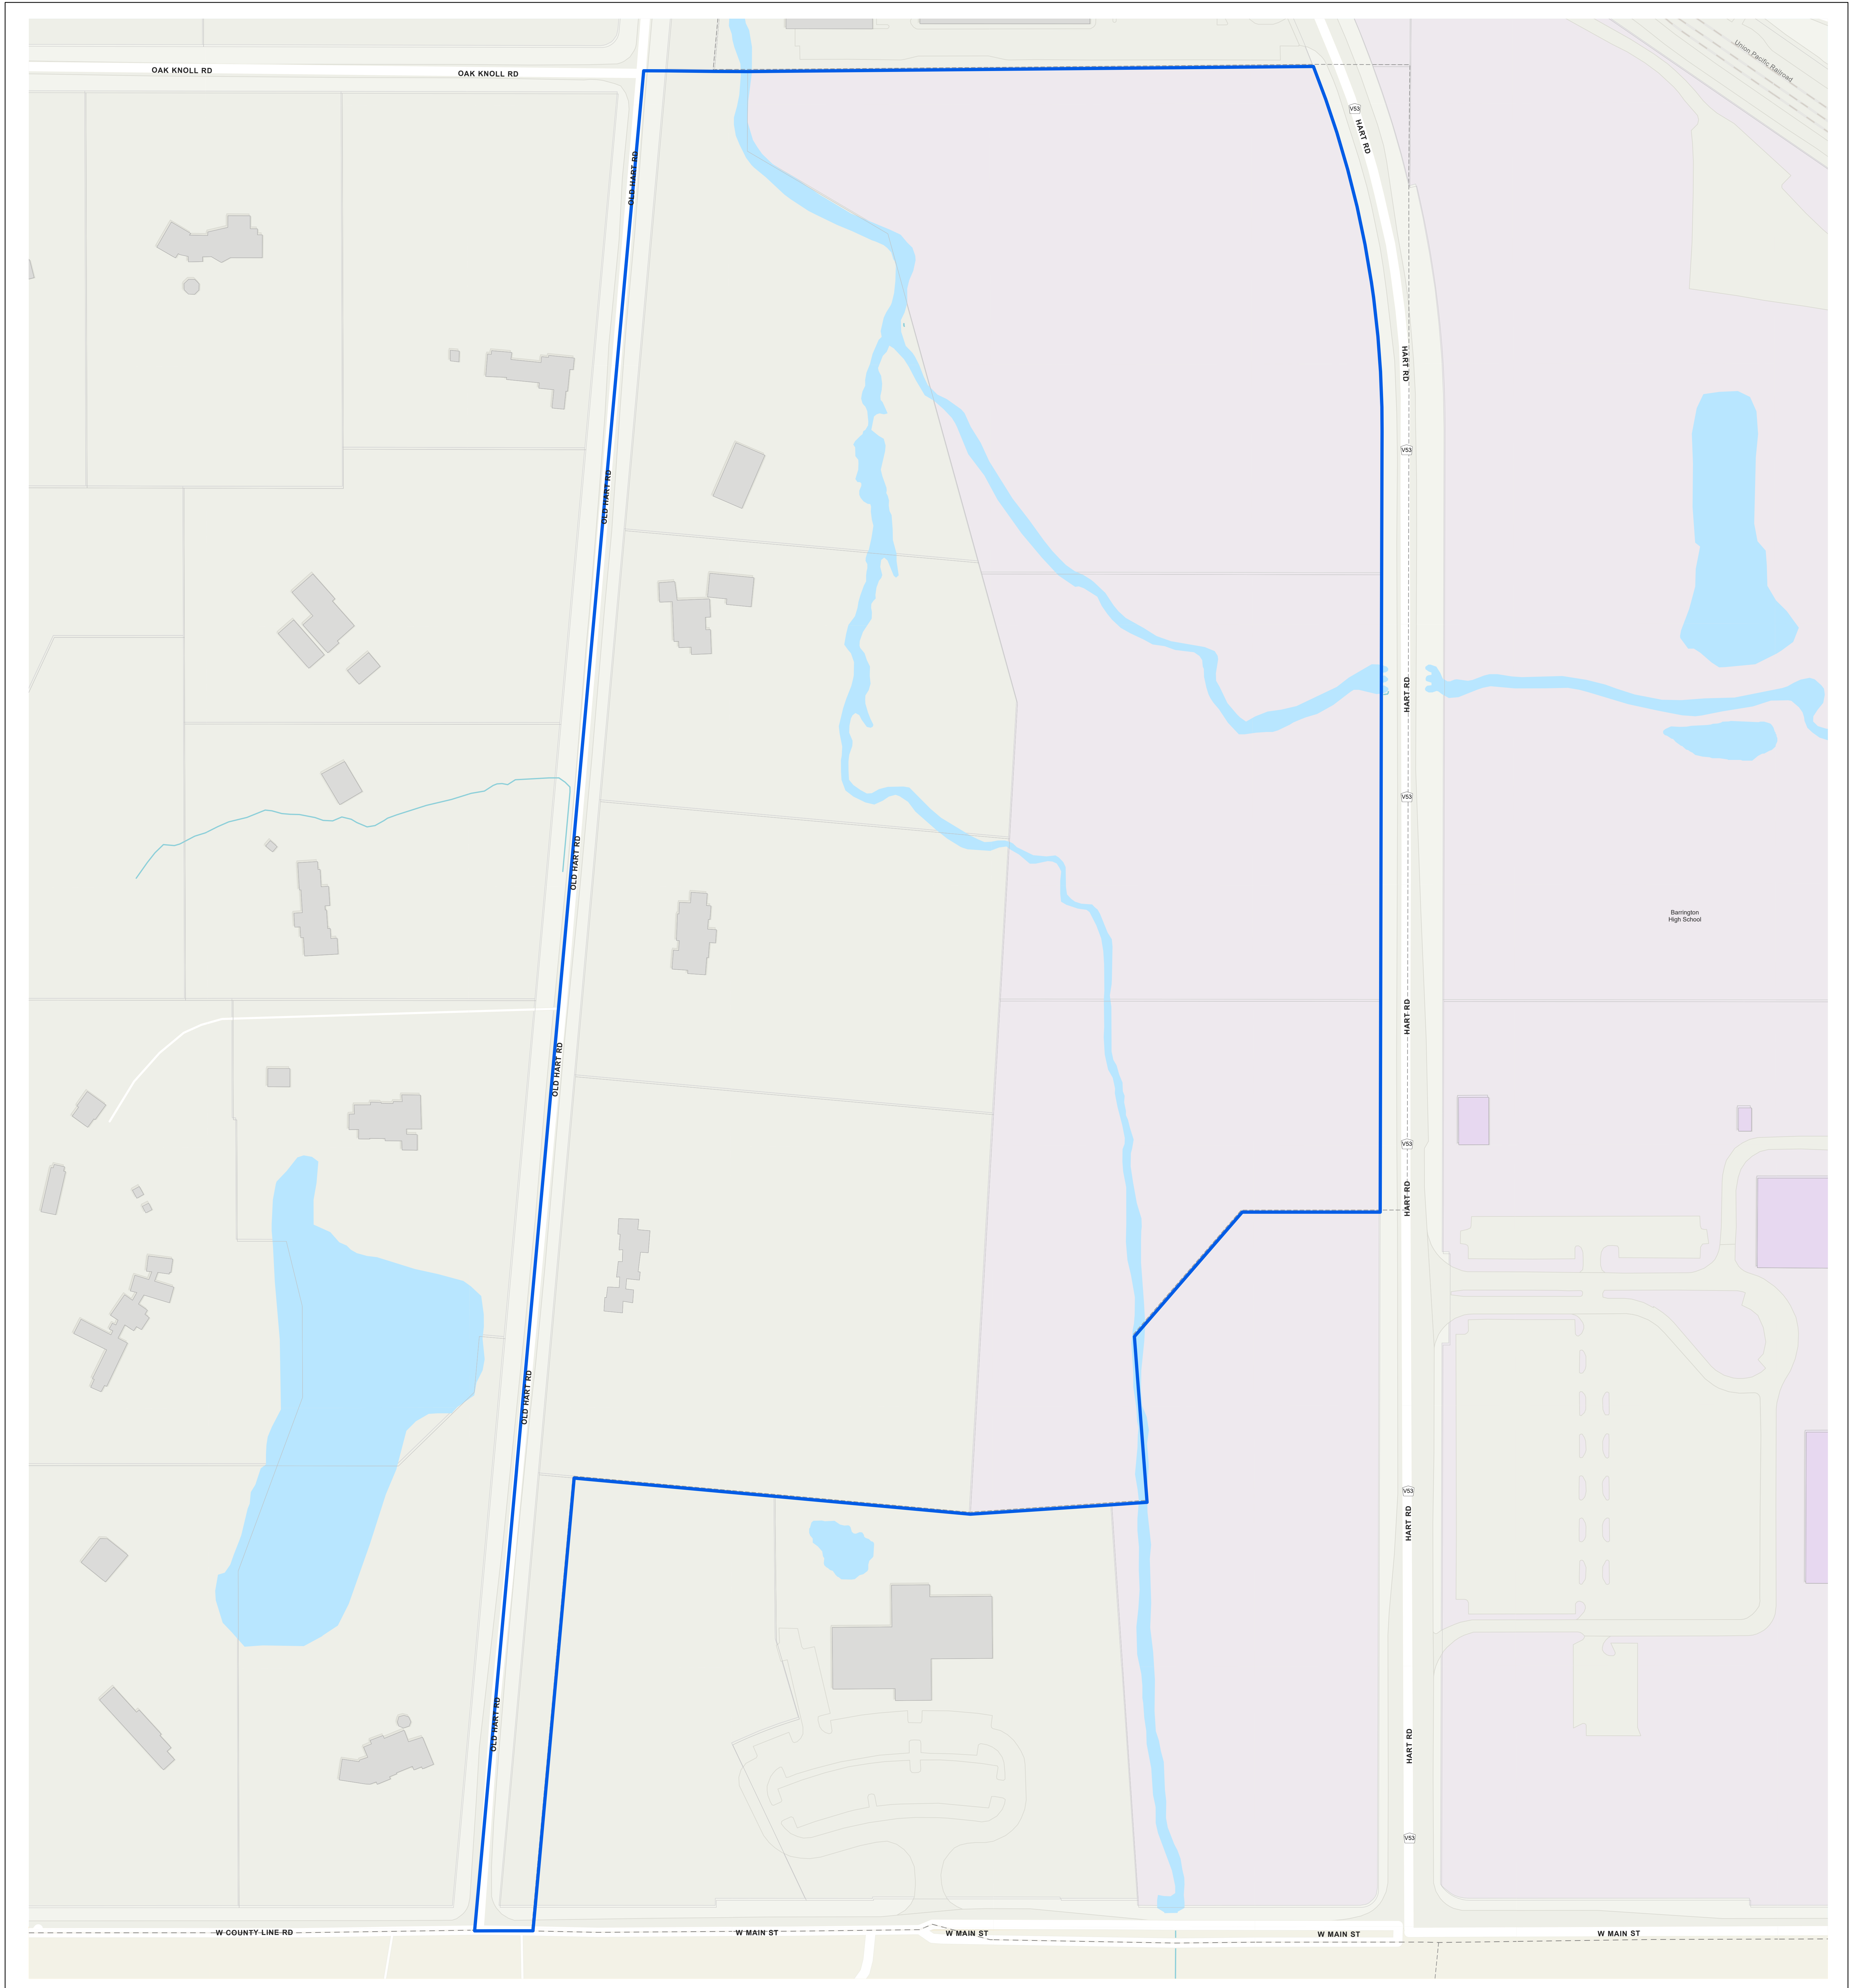 Union Pacific Railroad
OAK KNOLL RD
OAK KNOLL RD
V53
HART RD
OLD HART RD
HART RD
V53
OLD HART RD
HART RD
V53
OLD HART RD
Barrington
High School
HART RD
OLD HART RD
V53
HART RD
OLD HART RD
V53
HART RD
OLD HART RD
HART RD
V53
W COUNTY LINE RD
W MAIN ST
W MAIN ST
W MAIN ST
W MAIN ST